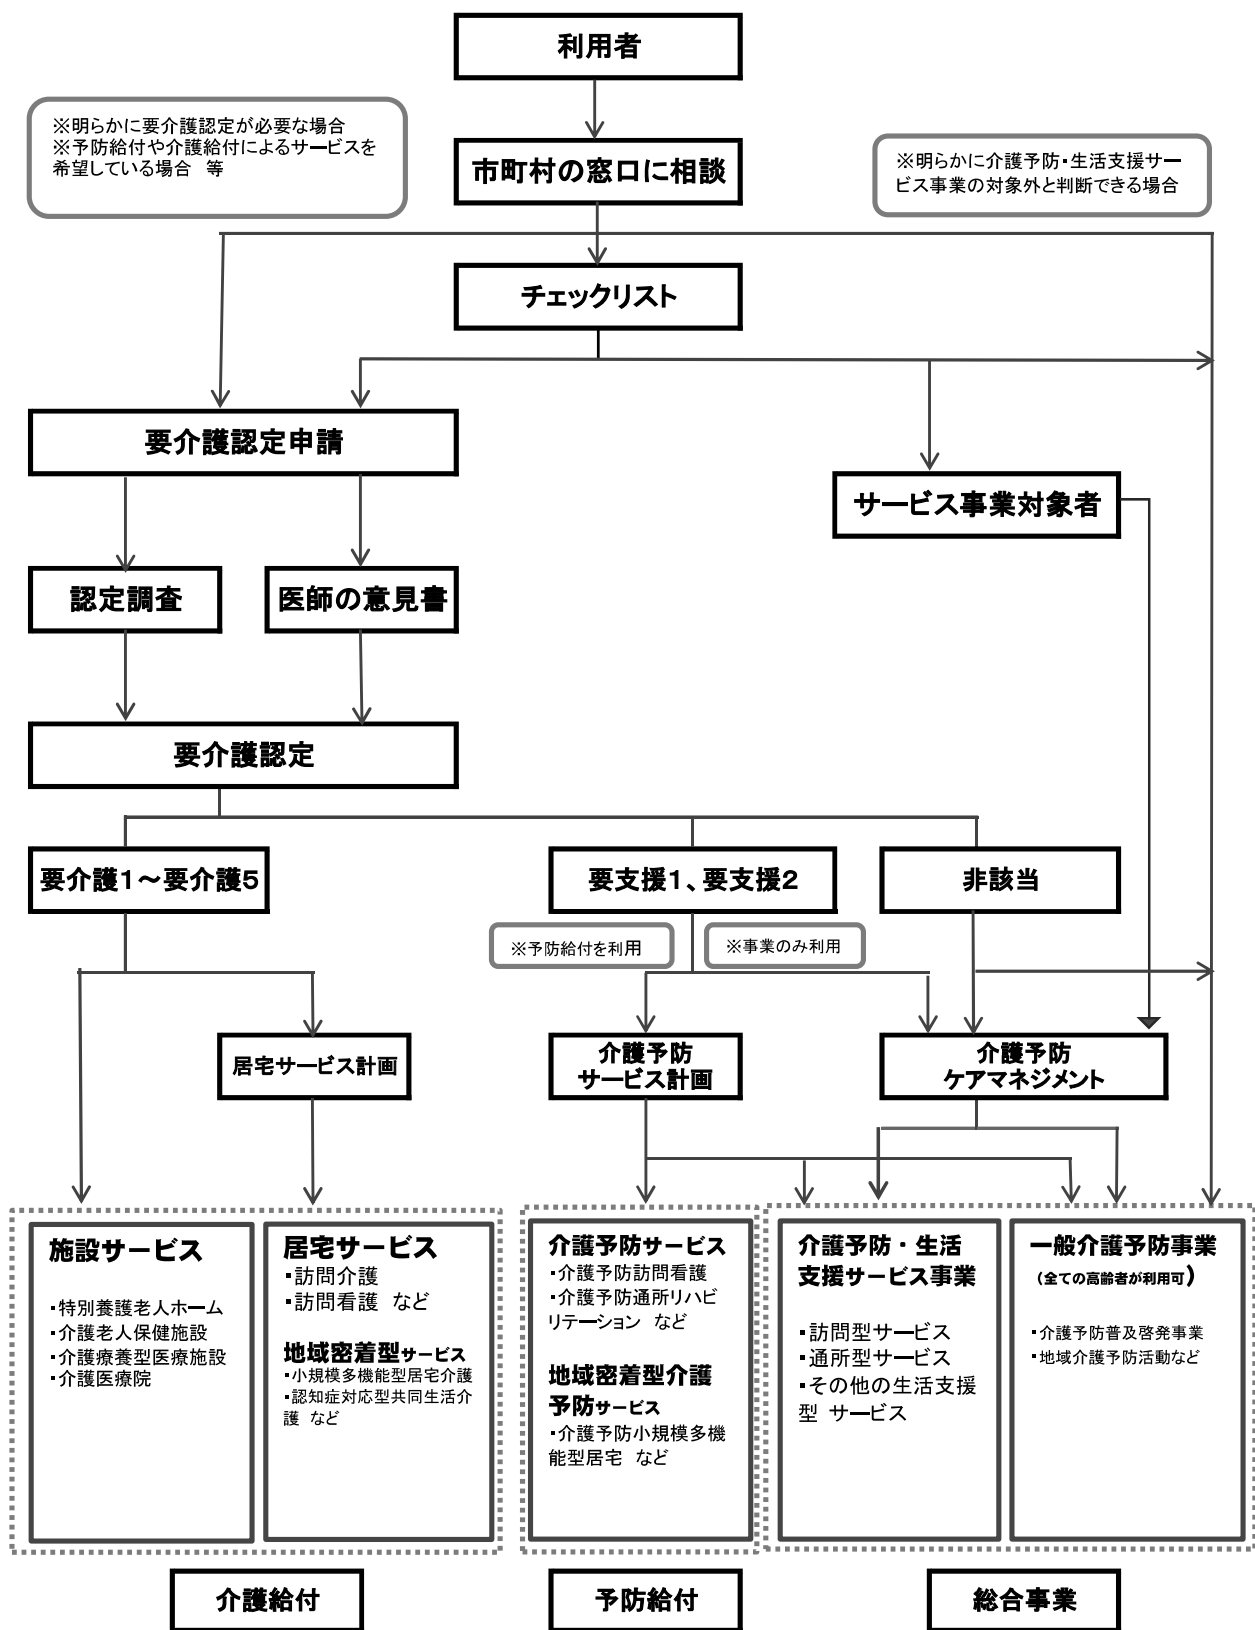 利用者
※明らかに要介護認定が必要な場合
※予防給付や介護給付によるサービスを
希望している場合　等
市町村の窓口に相談
※明らかに介護予防・生活支援サー
ビス事業の対象外と判断できる場合
チェックリスト
要介護認定申請
サービス事業対象者
認定調査
医師の意見書
要介護認定
要介護１～要介護５
要支援１、要支援２
非該当
※予防給付を利用
※事業のみ利用
居宅サービス計画
介護予防
サービス計画
介護予防
ケアマネジメント
施設サービス
・特別養護老人ホーム
・介護老人保健施設
・介護療養型医療施設
・介護医療院
居宅サービス
・訪問介護
・訪問看護 など
地域密着型サービス
・小規模多機能型居宅介護
・認知症対応型共同生活介
護 など
介護予防サービス
・介護予防訪問看護
・介護予防通所リハビ
リテーション など
地域密着型介護
予防サービス
・介護予防小規模多機
能型居宅 など
介護予防・生活
支援サービス事業
・訪問型サービス
・通所型サービス
・その他の生活支援
型 サービス
一般介護予防事業
（全ての高齢者が利用可）
・介護予防普及啓発事業
・地域介護予防活動など
介護給付
予防給付
総合事業